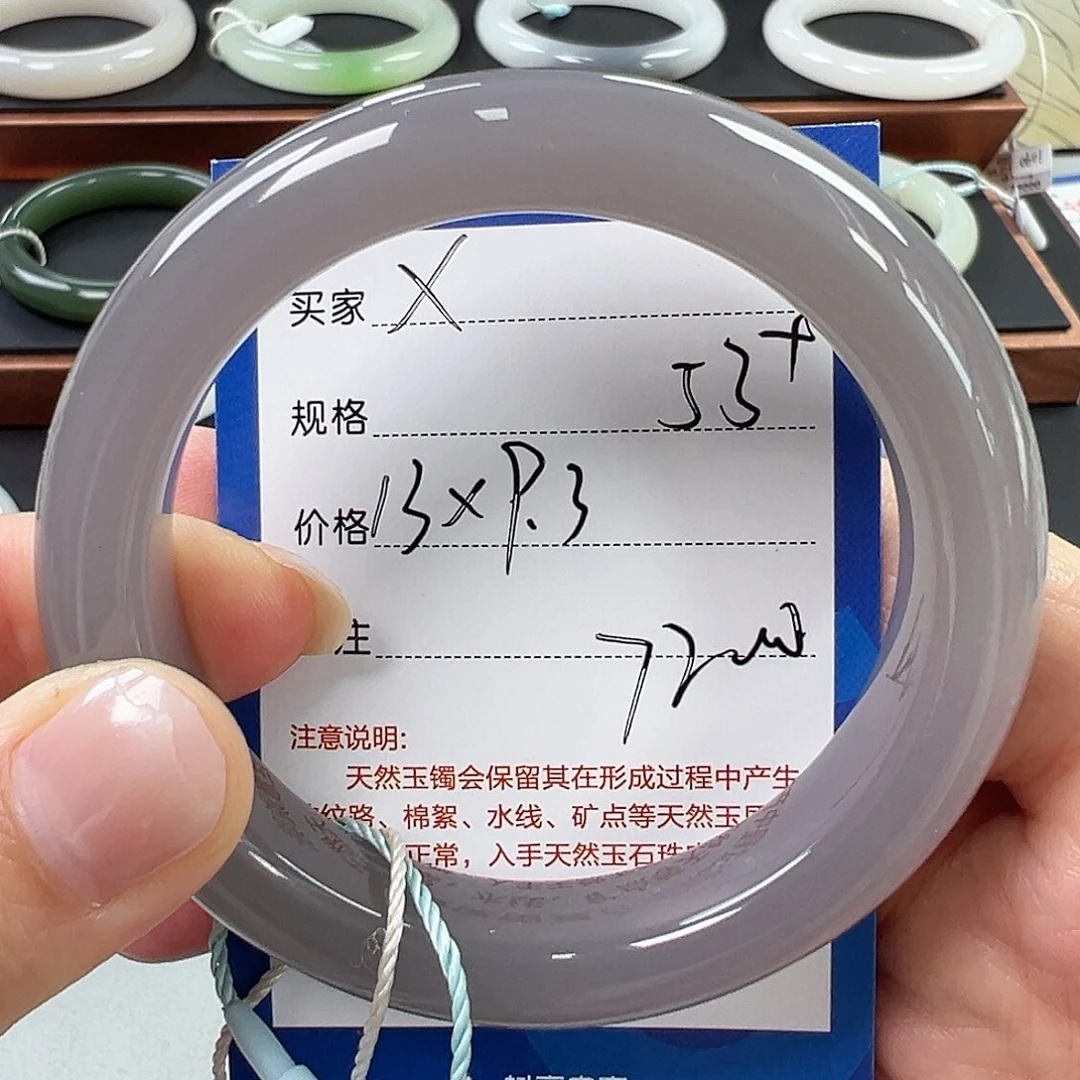 买家 X
规格 53+
价格 13×9.3
注
注意说明:
天然玉镯会保留其在形成过程中产生
纹路、棉絮、水线、矿点等天然玉
正常，入手天然玉石珠